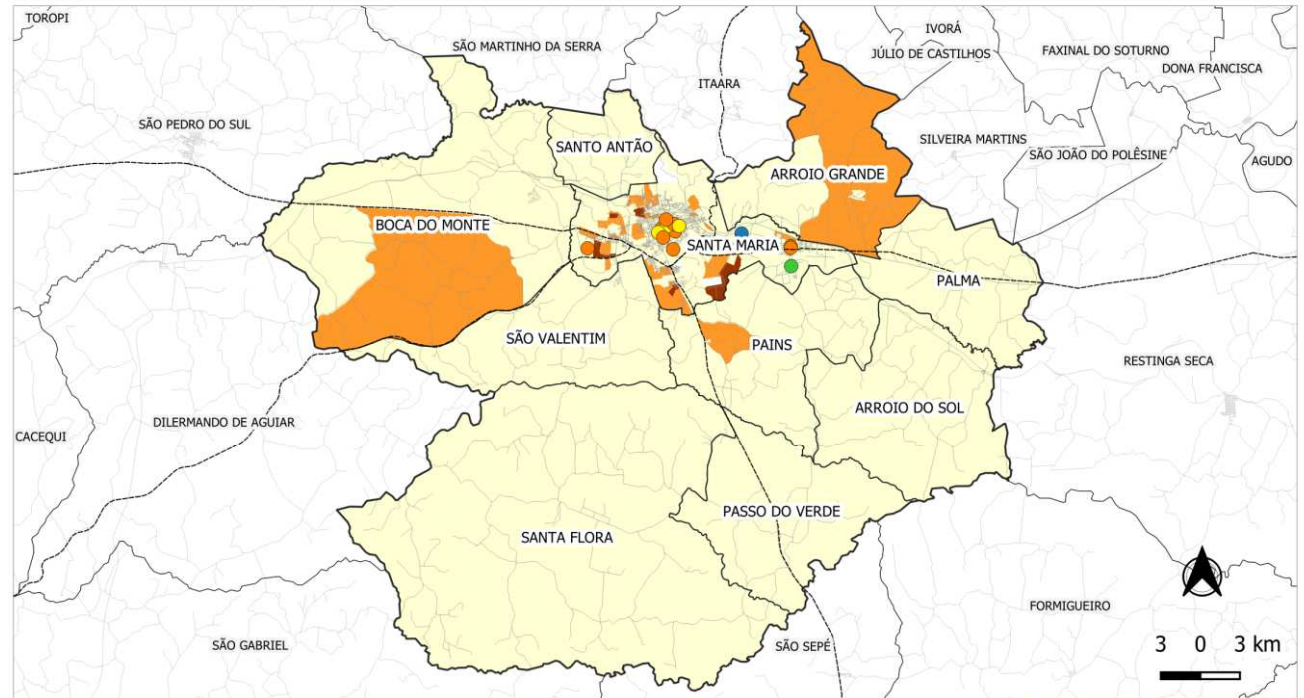 TOROPI
SÃO MARTINHO DA SERRA
IVORÁ
JÚLIO DE CASTILHOS
FAXINAL DO SOTURNO
DONA FRANCISCA
ITAARA
SÃO PEDRO DO SUL
SILVEIRA MARTINS
SÃO JOÃO DO POLÊSINE
AGUDO
SANTO ANTÃO
ARROIO GRANDE
BOCA DO MONTE
SANTA MARIA
PALMA
SÃO VALENTIM
PAINS
RESTINGA SECA
ARROIO DO SOL
DILERMANDO DE AGUIAR
CACEQUI
PASSO DO VERDE
SANTA FLORA
FORMIGUEIRO
SÃO GABRIEL
SÃO SEPÉ
3 0 3 km